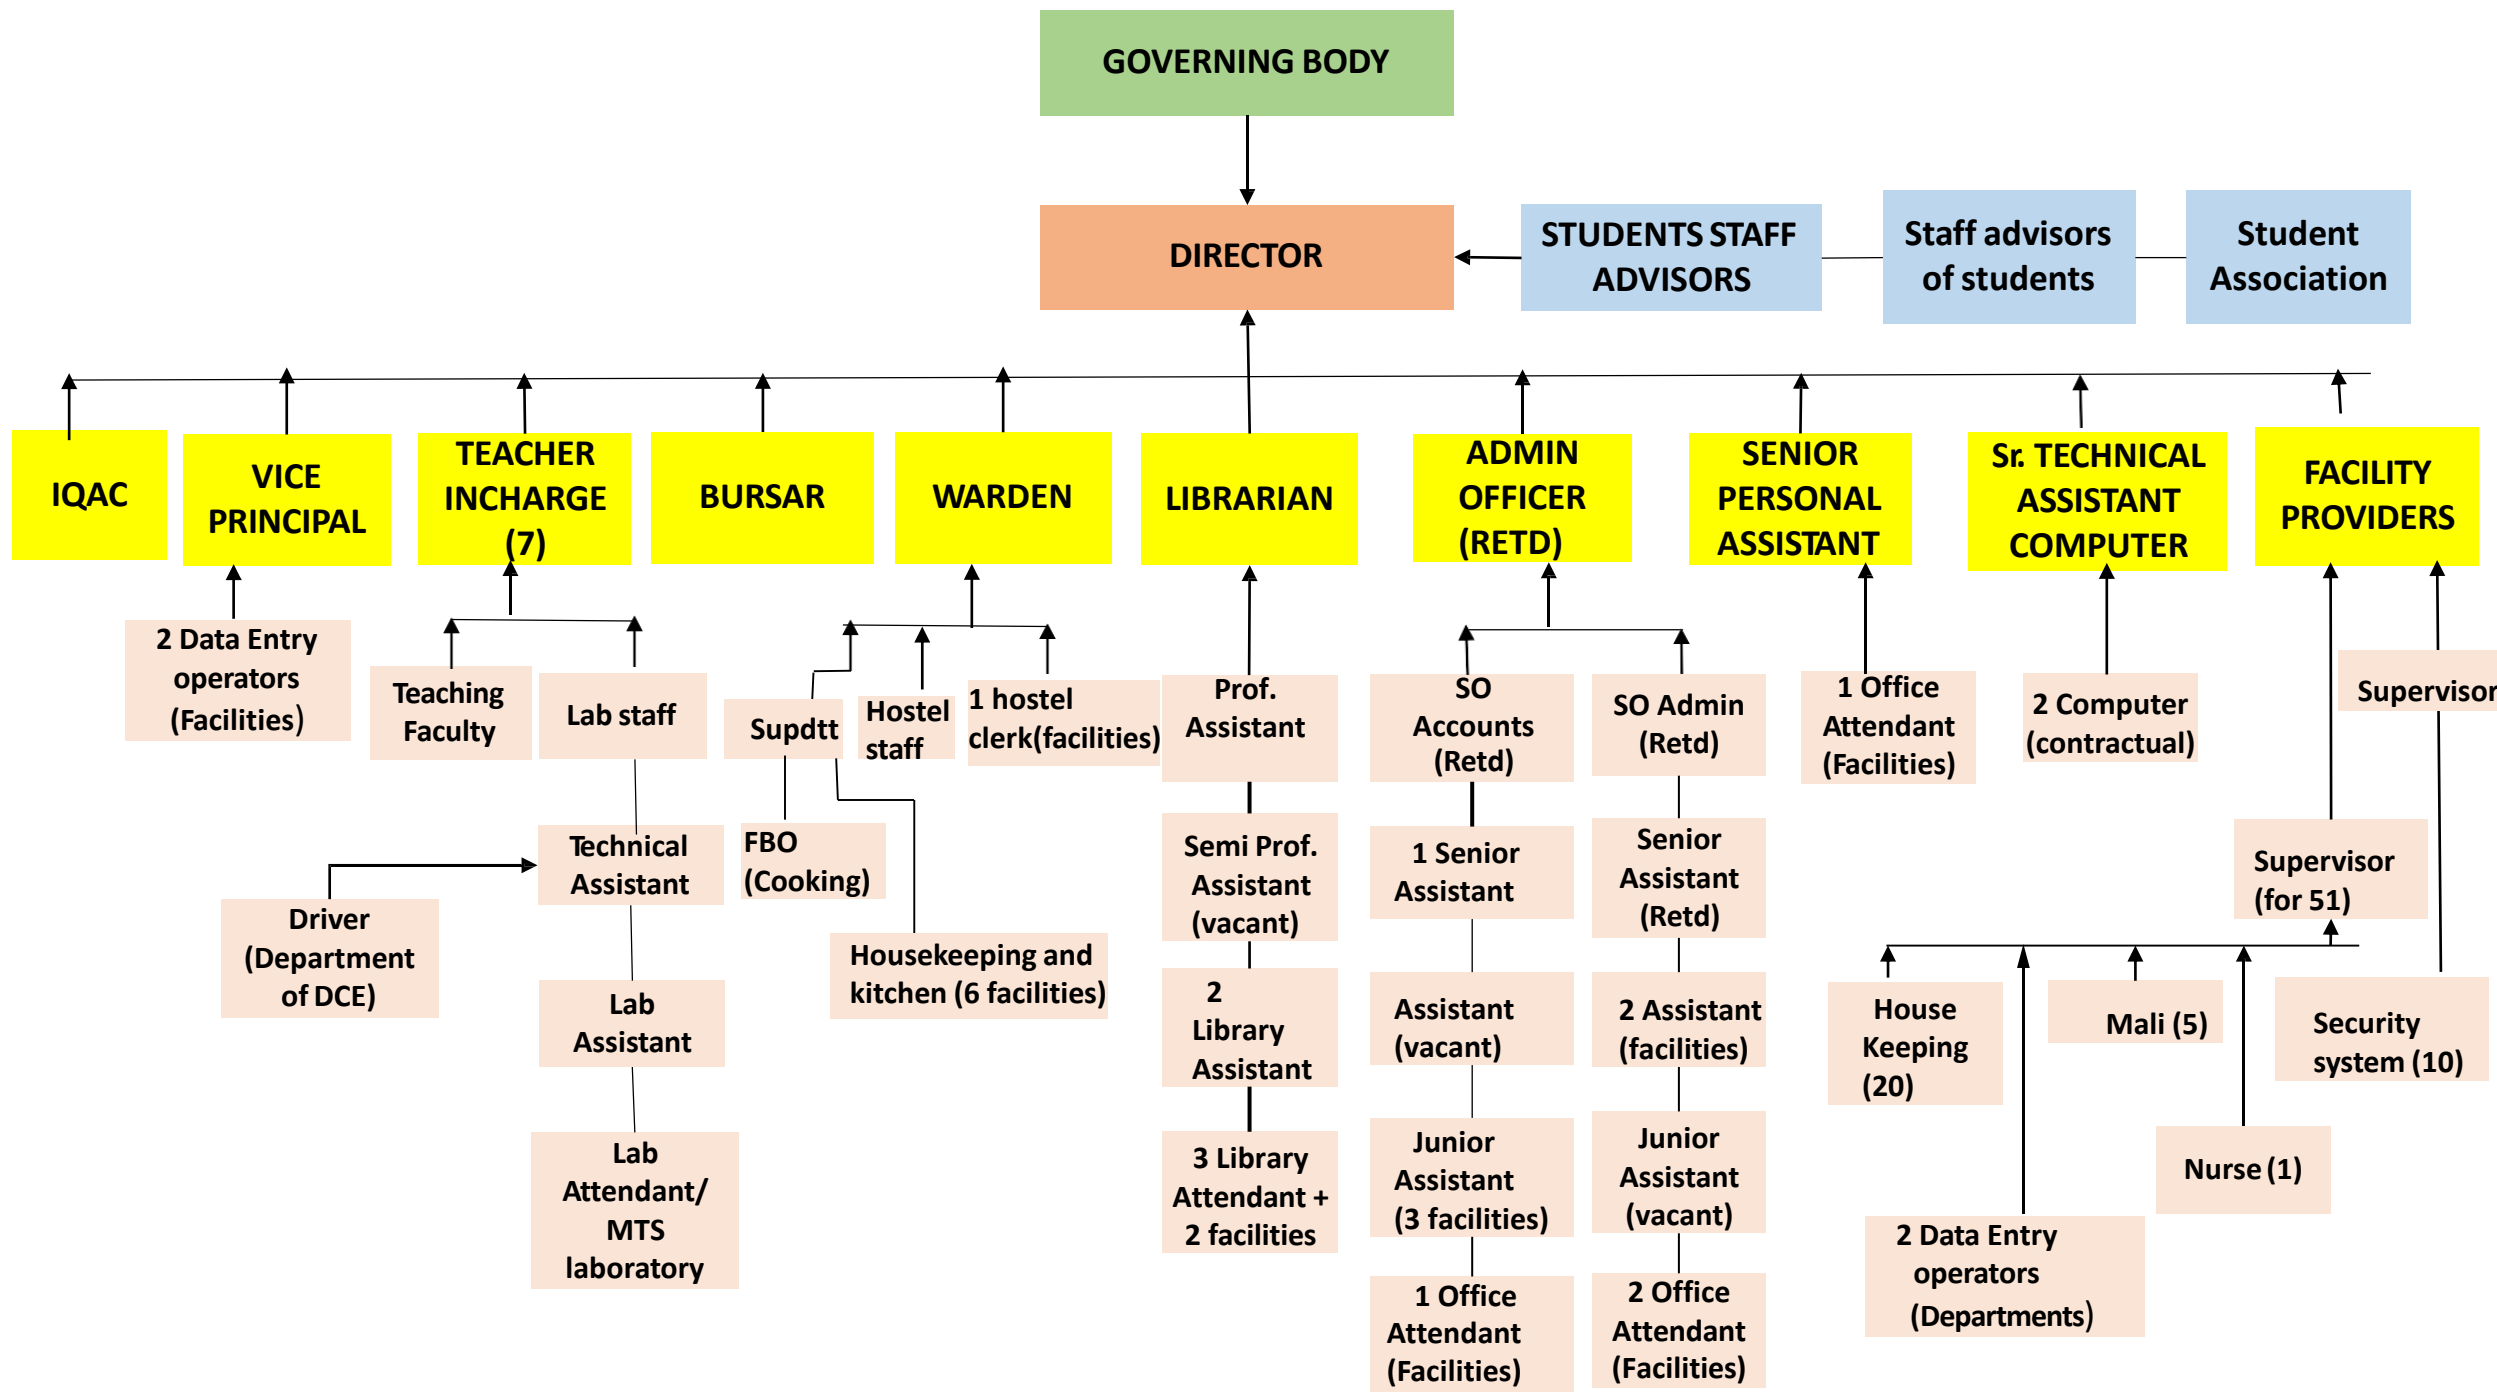 GOVERNING BODY
DIRECTOR
STUDENTS STAFF
ADVISORS
Staff advisors
of students
Student
Association
IQAC
VICE
PRINCIPAL
TEACHER
INCHARGE
(7)
BURSAR
WARDEN
LIBRARIAN
ADMIN
OFFICER
(RETD)
SENIOR
PERSONAL
ASSISTANT
Sr. TECHNICAL
ASSISTANT
COMPUTER
FACILITY
PROVIDERS
2 Data Entry
operators
(Facilities)
Teaching
Faculty
Lab staff
Supdtt
Hostel
staff
1 hostel
clerk(facilities)
Prof.
Assistant
SO
Accounts
(Retd)
SO Admin
(Retd)
1 Office
Attendant
(Facilities)
2 Computer
(contractual)
Supervisor
Technical
Assistant
FBO
(Cooking)
Semi Prof.
Assistant
(vacant)
1 Senior
Assistant
Senior
Assistant
(Retd)
Supervisor
(for 51)
Driver
(Department
of DCE)
Housekeeping and
kitchen (6 facilities)
Lab
Assistant
2
Library
Assistant
Assistant
(vacant)
2 Assistant
(facilities)
House
Keeping
(20)
Mali (5)
Security
system (10)
Lab
Attendant/
MTS
laboratory
3 Library
Attendant +
2 facilities
Junior
Assistant
(3 facilities)
Junior
Assistant
(vacant)
Nurse (1)
2 Data Entry
operators
(Departments)
1 Office
Attendant
(Facilities)
2 Office
Attendant
(Facilities)